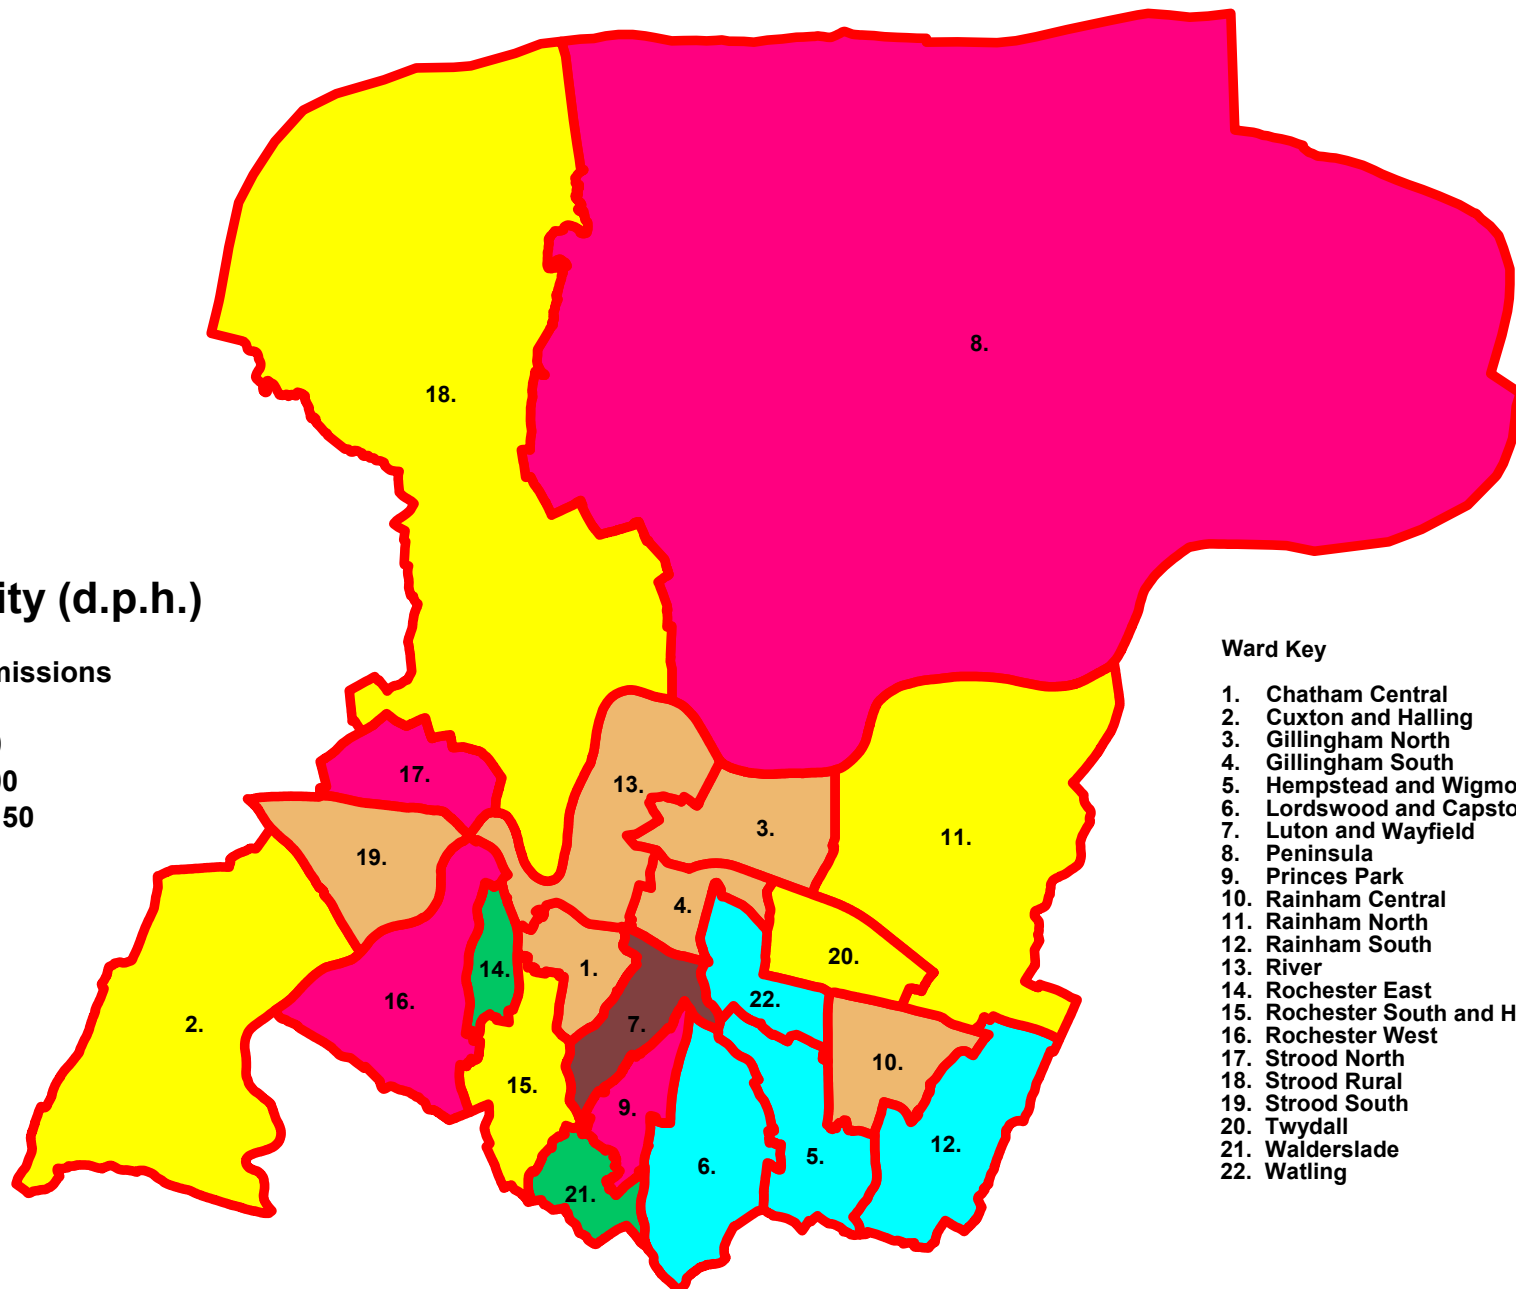 ity (d.p.h.)
missions
00
50
18.
8.
17.
13.
3.
19.
11.
4.
20.
14.
1.
16.
22.
2.
7.
10.
15.
9.
12.
6.
5.
21.
Ward Key
1. Chatham Central
2. Cuxton and Halling
3. Gillingham North
4. Gillingham South
5. Hempstead and Wigmo
6. Lordswood and Capsto
7. Luton and Wayfield
8. Peninsula
9. Princes Park
10. Rainham Central
11. Rainham North
12. Rainham South
13. River
14. Rochester East
15. Rochester South and H
16. Rochester West
17. Strood North
18. Strood Rural
19. Strood South
20. Twydall
21. Walderslade
22. Watling